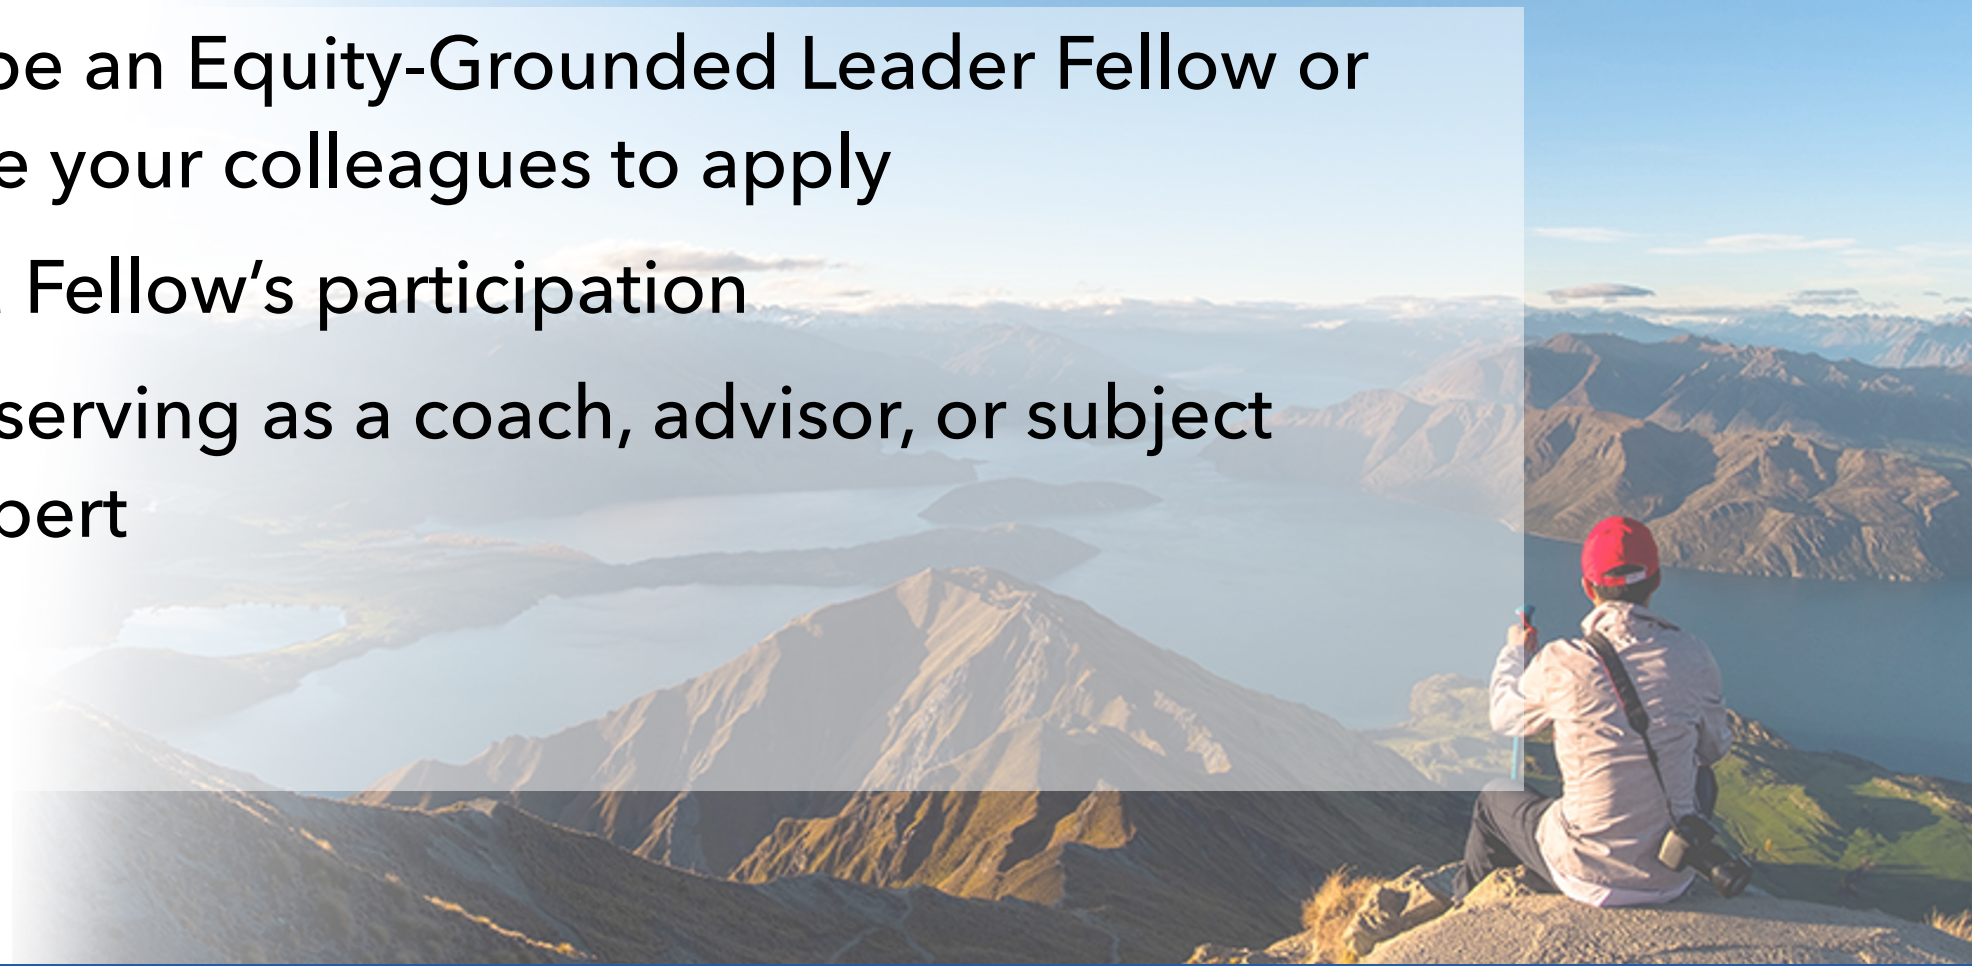 be an Equity-Grounded Leader Fellow or
your colleagues to apply
Fellow’s participation
serving as a coach, advisor, or subject